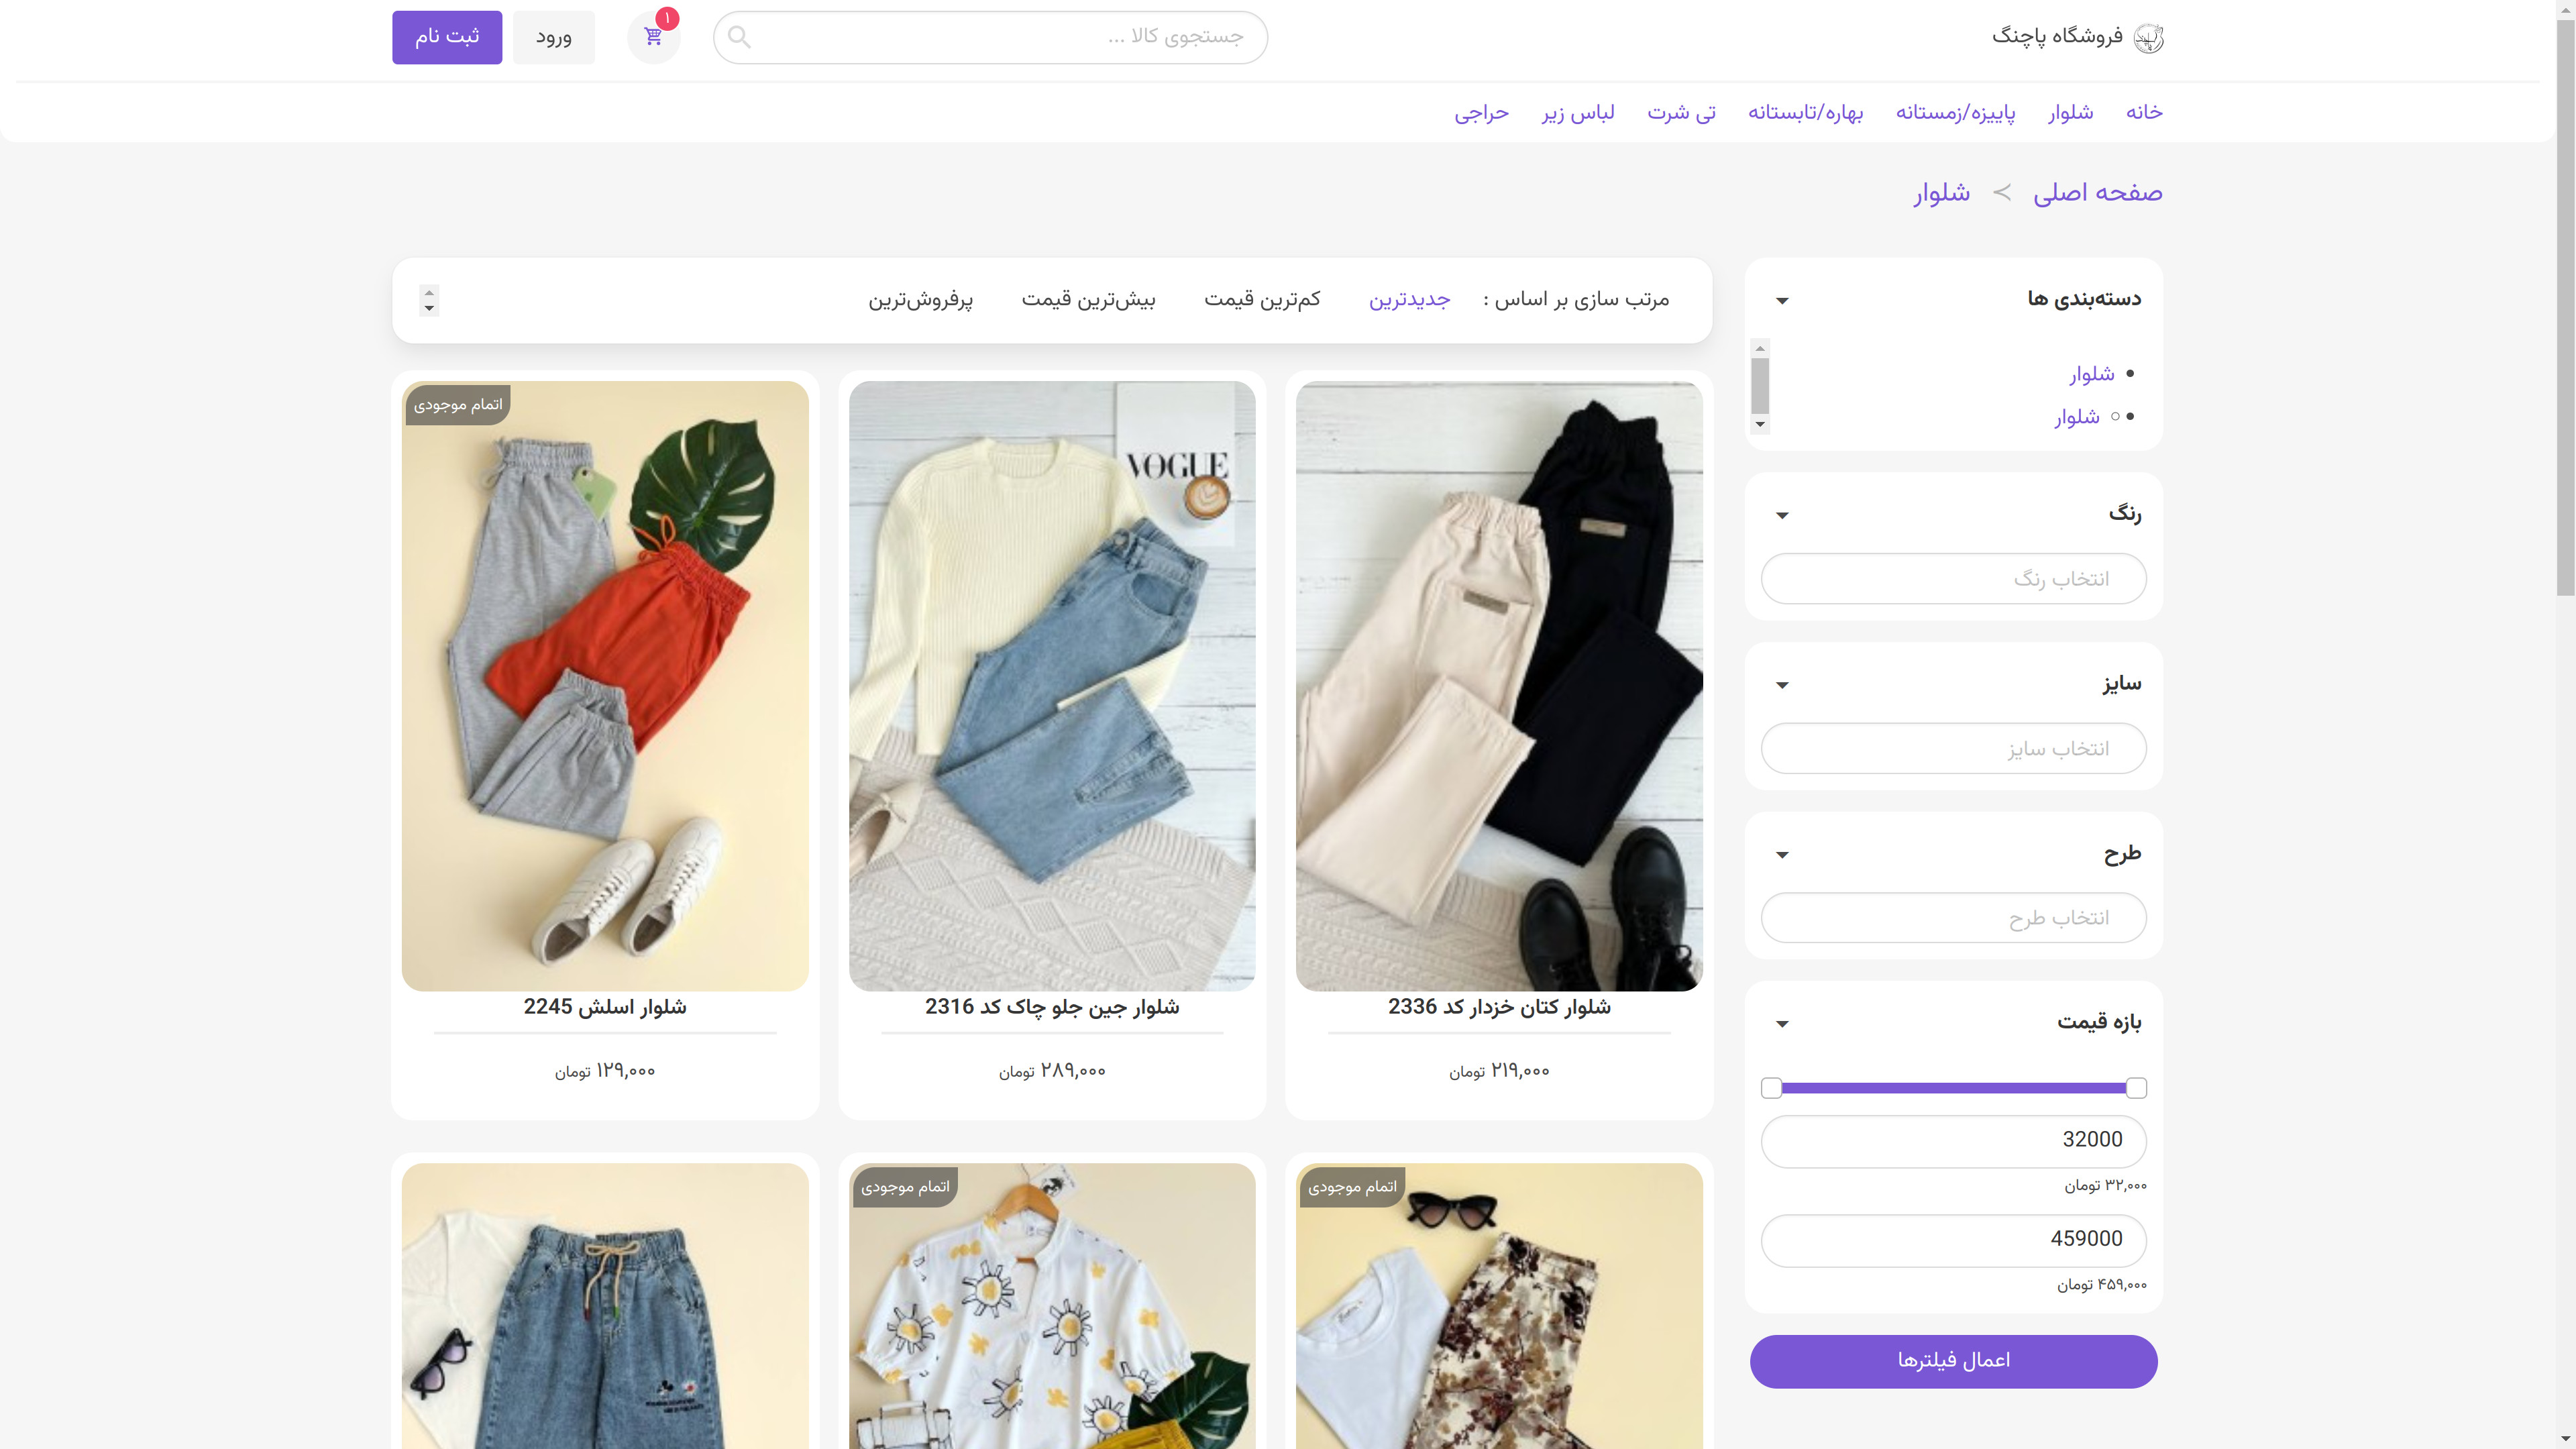 فروشگاه پاچنگ
جستجوی کالا ...
۱
ورود
ثبت نام
خانه
شلوار
پاییزه/زمستانه
بهاره/تابستانه
تی شرت
لباس زیر
حراجی
صفحه اصلی > شلوار
دسته‌بندی ها
شلوار
شلوار
رنگ
انتخاب رنگ
سایز
انتخاب سایز
طرح
انتخاب طرح
بازه قیمت
32000
۳۲,۰۰۰ تومان
459000
۴۵۹,۰۰۰ تومان
اعمال فیلترها
مرتب سازی بر اساس :
جدیدترین
کم‌ترین قیمت
بیش‌ترین قیمت
پرفروش‌ترین
شلوار کتان خزدار کد 2336
۲۱۹,۰۰۰ تومان
VOGUE
شلوار جین جلو چاک کد 2316
۲۸۹,۰۰۰ تومان
اتمام موجودی
شلوار اسلش 2245
۱۲۹,۰۰۰ تومان
اتمام موجودی
اتمام موجودی